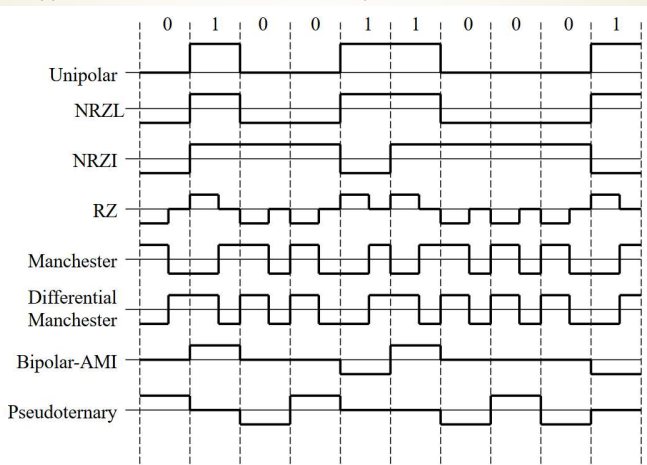 0 1 0 0 1 1 0 0 0 1
Unipolar
NRZL
NRZI
RZ
Manchester
Differential
Manchester
Bipolar-AMI
Pseudoternary